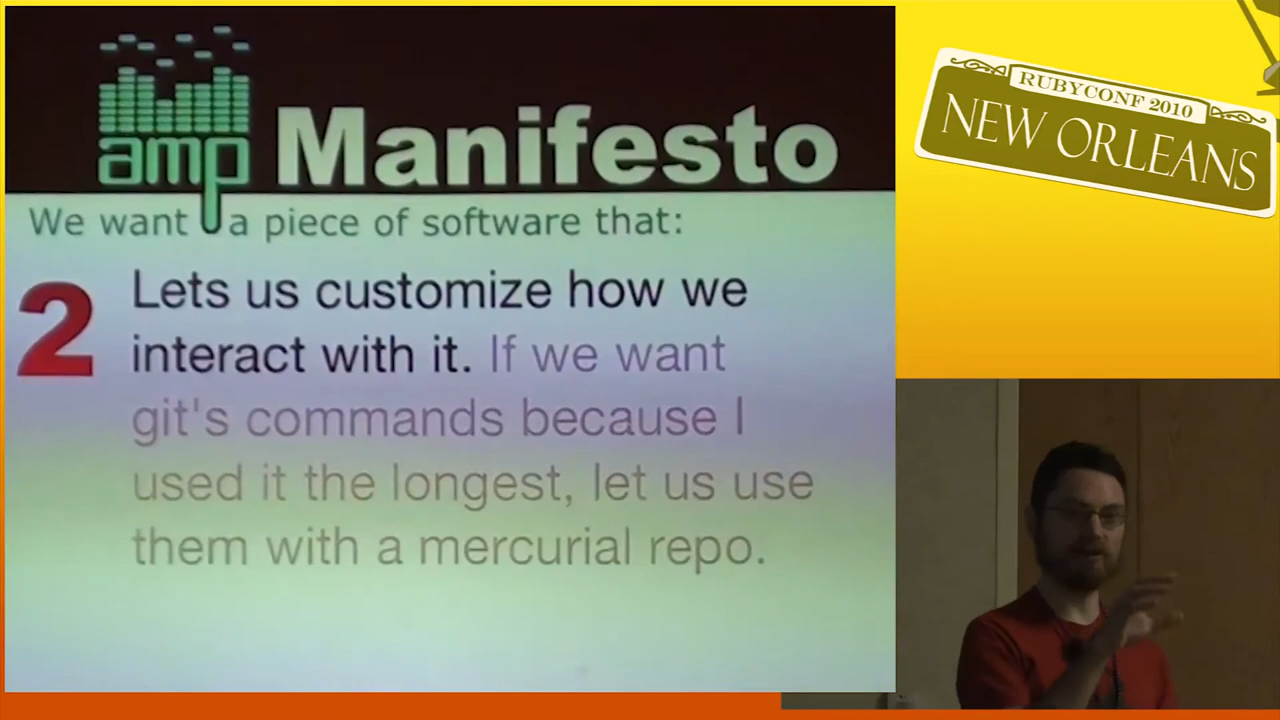 amp Manifesto
We want a piece of software that:
2
Lets us customize how we
interact with it. If we want
git's commands because I
used it the longest, let us use
them with a mercurial repo.
RUBYCONF 2010
NEW ORLEANS